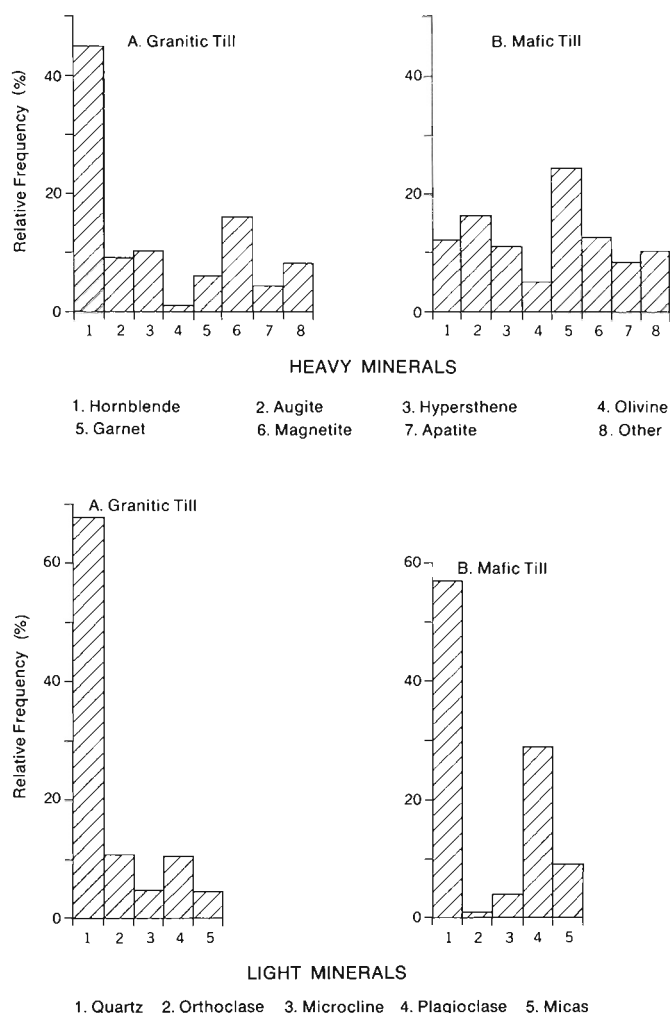 A. Granitic Till
B. Mafic Till
Relative Frequency (%)
40
20
0
1 2 3 4 5 6 7 8
40
20
0
1 2 3 4 5 6 7 8
HEAVY MINERALS
1. Hornblende 2. Augite 3. Hypersthene 4. Olivine
5. Garnet 6. Magnetite 7. Apatite 8. Other
A. Granitic Till
B. Mafic Till
Relative Frequency (%)
60
40
20
0
1 2 3 4 5
60
40
20
0
1 2 3 4 5
LIGHT MINERALS
1. Quartz 2. Orthoclase 3. Microcline 4. Plagioclase 5. Micas